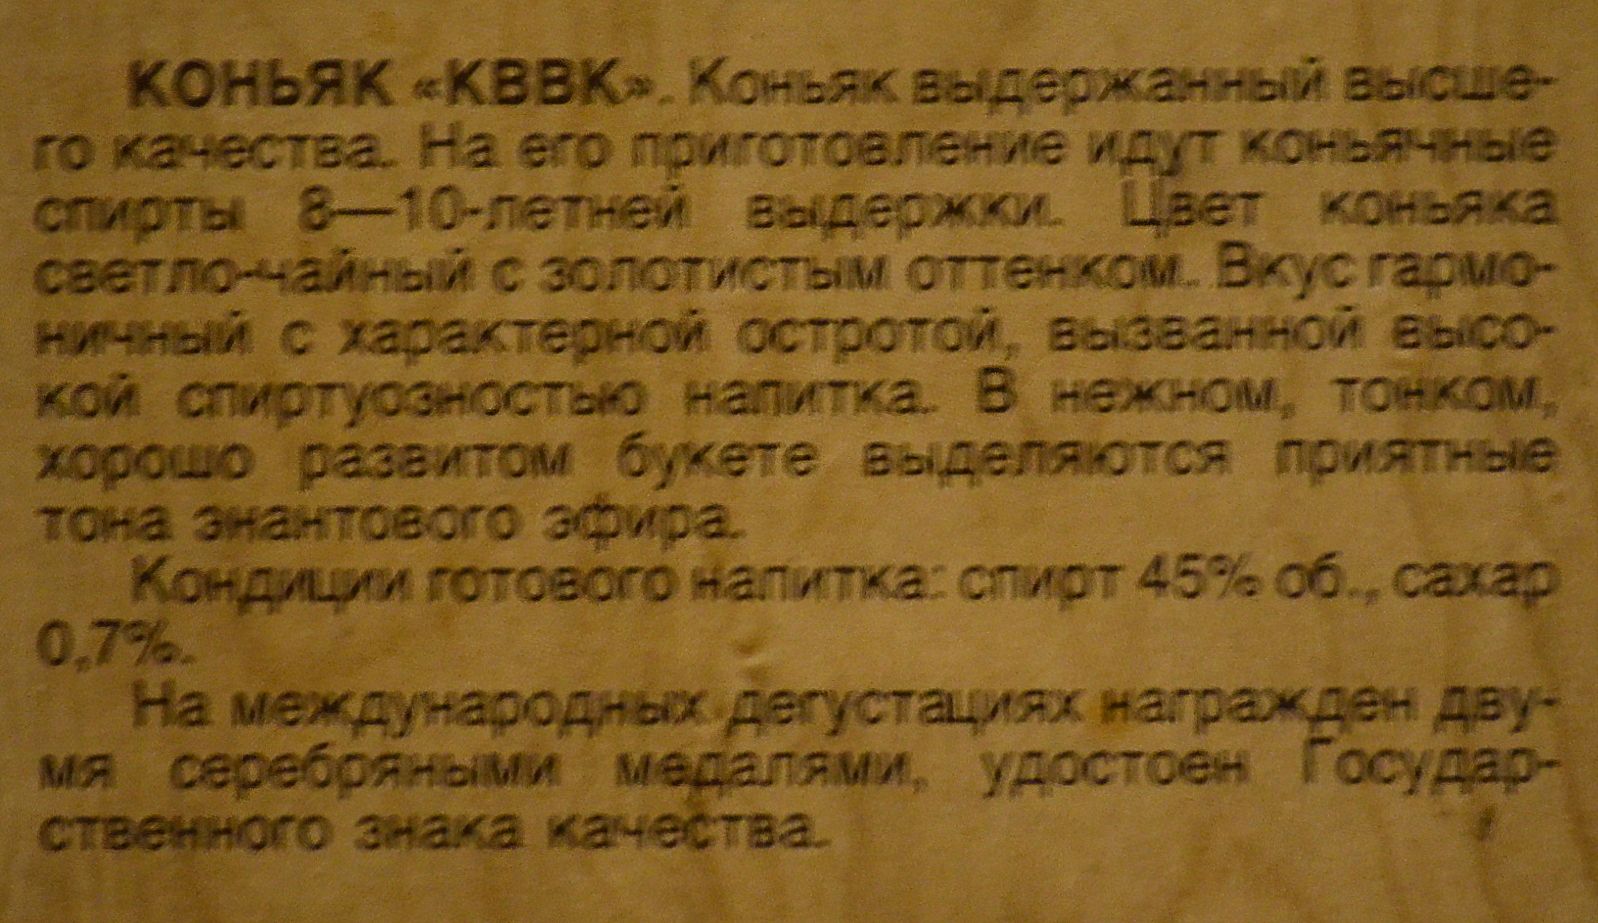 КОНЬЯК «КВВК». Коньяк выдержанный высше-
го качества. На его приготовление идут коньячные
спирты 8—10-летней выдержки. Цвет коньяка
светло-чайный с золотистым оттенком. Вкус гармо-
ничный с характерной остротой, вызванной высо-
кой спиртуозностью напитка. В нежном, тонком,
хорошо развитом букете выделяются приятные
тона энантового эфира.
Кондиции готового напитка: спирт 45% об., сахар
0,7%.
На международных дегустациях награжден дву-
мя серебряными медалями, удостоен Государ-
ственного знака качества.